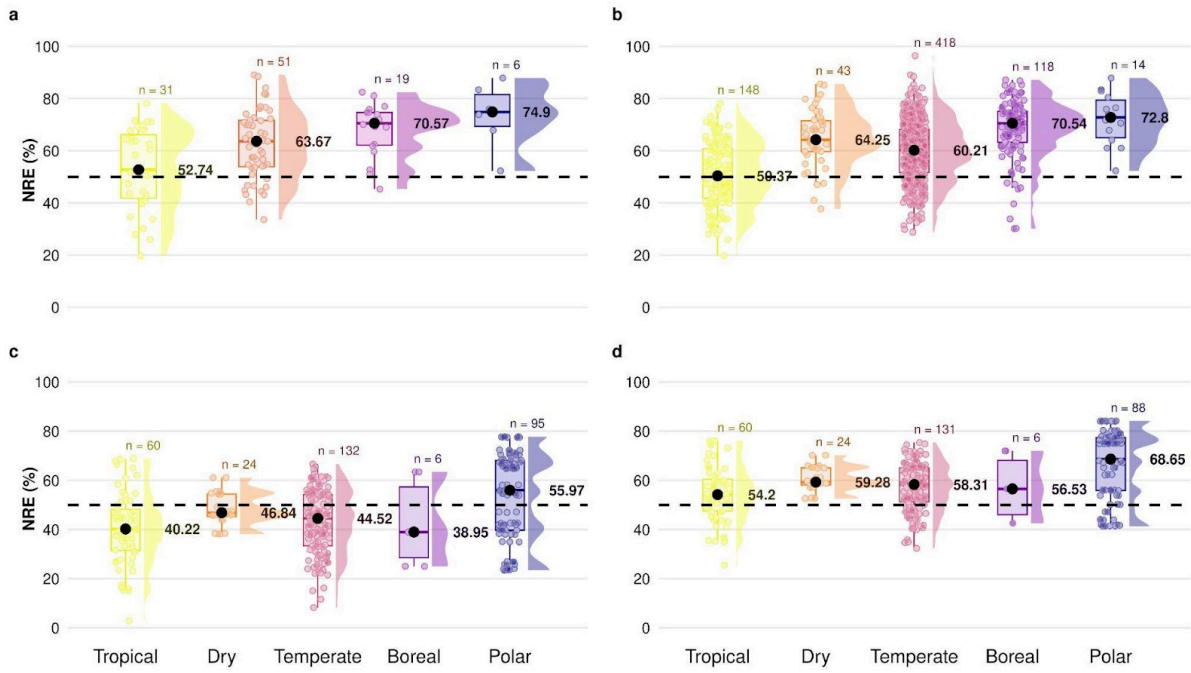 a
NRE (%)
100
80
60
40
20
0
n = 31
n = 51
n = 19
n = 6
52.74
63.67
70.57
74.9
b
100
80
60
40
20
0
n = 148
n = 43
n = 418
n = 118
n = 14
50.37
64.25
60.21
70.54
72.8
c
NRE (%)
100
80
60
40
20
0
n = 60
n = 24
n = 132
n = 6
n = 95
40.22
46.84
44.52
38.95
55.97
Tropical
Dry
Temperate
Boreal
Polar
d
100
80
60
40
20
0
n = 60
n = 24
n = 131
n = 6
n = 88
54.2
59.28
58.31
56.53
68.65
Tropical
Dry
Temperate
Boreal
Polar